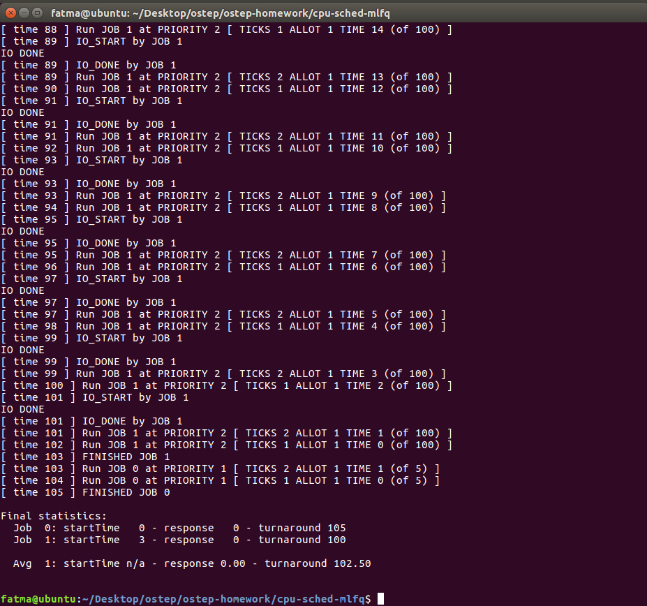 fatma@ubuntu: ~/Desktop/ostep/ostep-homework/cpu-sched-mlfq
[ time 88 ] Run JOB 1 at PRIORITY 2 [ TICKS 1 ALLOT 1 TIME 14 (of 100) ]
[ time 89 ] IO_START by JOB 1
IO DONE
[ time 89 ] IO_DONE by JOB 1
[ time 89 ] Run JOB 1 at PRIORITY 2 [ TICKS 2 ALLOT 1 TIME 13 (of 100) ]
[ time 90 ] Run JOB 1 at PRIORITY 2 [ TICKS 1 ALLOT 1 TIME 12 (of 100) ]
[ time 91 ] IO_START by JOB 1
IO DONE
[ time 91 ] IO_DONE by JOB 1
[ time 91 ] Run JOB 1 at PRIORITY 2 [ TICKS 2 ALLOT 1 TIME 11 (of 100) ]
[ time 92 ] Run JOB 1 at PRIORITY 2 [ TICKS 1 ALLOT 1 TIME 10 (of 100) ]
[ time 93 ] IO_START by JOB 1
IO DONE
[ time 93 ] IO_DONE by JOB 1
[ time 93 ] Run JOB 1 at PRIORITY 2 [ TICKS 2 ALLOT 1 TIME 9 (of 100) ]
[ time 94 ] Run JOB 1 at PRIORITY 2 [ TICKS 1 ALLOT 1 TIME 8 (of 100) ]
[ time 95 ] IO_START by JOB 1
IO DONE
[ time 95 ] IO_DONE by JOB 1
[ time 95 ] Run JOB 1 at PRIORITY 2 [ TICKS 2 ALLOT 1 TIME 7 (of 100) ]
[ time 96 ] Run JOB 1 at PRIORITY 2 [ TICKS 1 ALLOT 1 TIME 6 (of 100) ]
[ time 97 ] IO_START by JOB 1
IO DONE
[ time 97 ] IO_DONE by JOB 1
[ time 97 ] Run JOB 1 at PRIORITY 2 [ TICKS 2 ALLOT 1 TIME 5 (of 100) ]
[ time 98 ] Run JOB 1 at PRIORITY 2 [ TICKS 1 ALLOT 1 TIME 4 (of 100) ]
[ time 99 ] IO_START by JOB 1
IO DONE
[ time 99 ] IO_DONE by JOB 1
[ time 99 ] Run JOB 1 at PRIORITY 2 [ TICKS 2 ALLOT 1 TIME 3 (of 100) ]
[ time 100 ] Run JOB 1 at PRIORITY 2 [ TICKS 1 ALLOT 1 TIME 2 (of 100) ]
[ time 101 ] IO_START by JOB 1
IO DONE
[ time 101 ] IO_DONE by JOB 1
[ time 101 ] Run JOB 1 at PRIORITY 2 [ TICKS 2 ALLOT 1 TIME 1 (of 100) ]
[ time 102 ] Run JOB 1 at PRIORITY 2 [ TICKS 1 ALLOT 1 TIME 0 (of 100) ]
[ time 103 ] FINISHED JOB 1
[ time 103 ] Run JOB 0 at PRIORITY 1 [ TICKS 2 ALLOT 1 TIME 1 (of 5) ]
[ time 104 ] Run JOB 0 at PRIORITY 1 [ TICKS 1 ALLOT 1 TIME 0 (of 5) ]
[ time 105 ] FINISHED JOB 0
Final statistics:
Job 0: startTime 0 - response 0 - turnaround 105
Job 1: startTime 3 - response 0 - turnaround 100
Avg 1: startTime n/a - response 0.00 - turnaround 102.50
fatma@ubuntu:~/Desktop/ostep/ostep-homework/cpu-sched-mlfq$